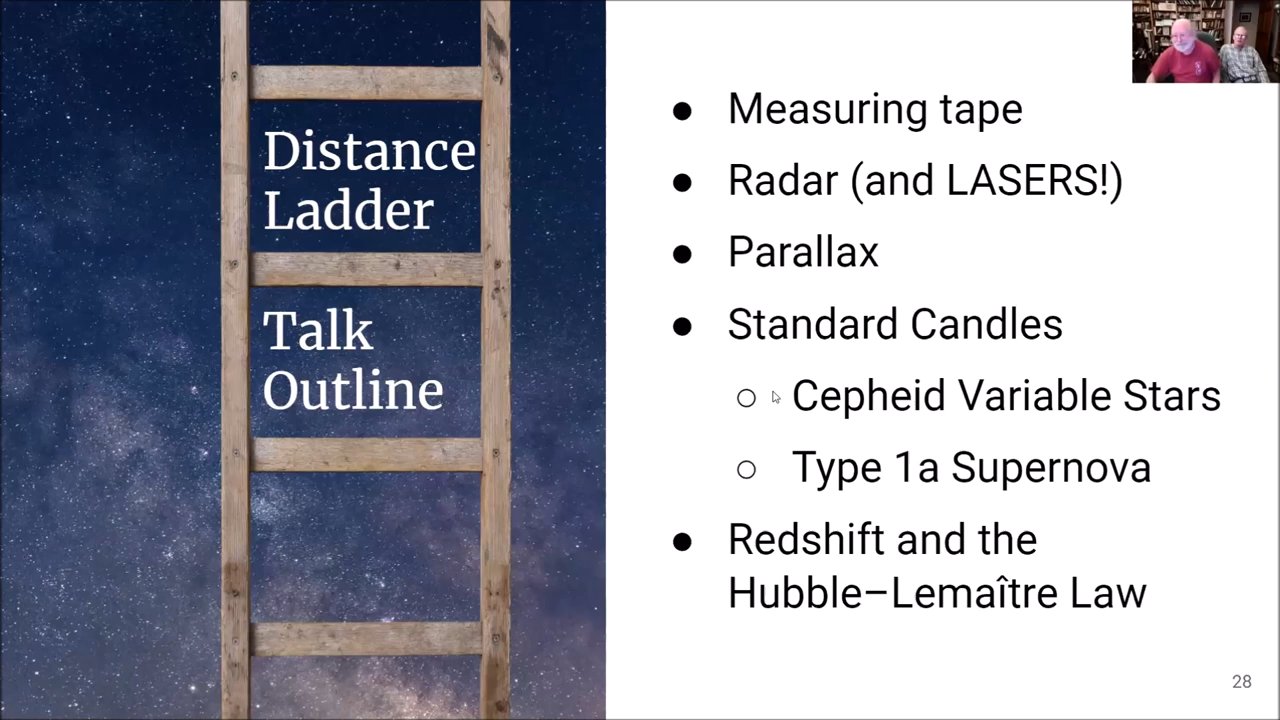 Distance
Ladder
Talk
Outline
● Measuring tape
● Radar (and LASERS!)
● Parallax
● Standard Candles
○ Cepheid Variable Stars
○ Type 1a Supernova
● Redshift and the
Hubble–Lemaître Law
28